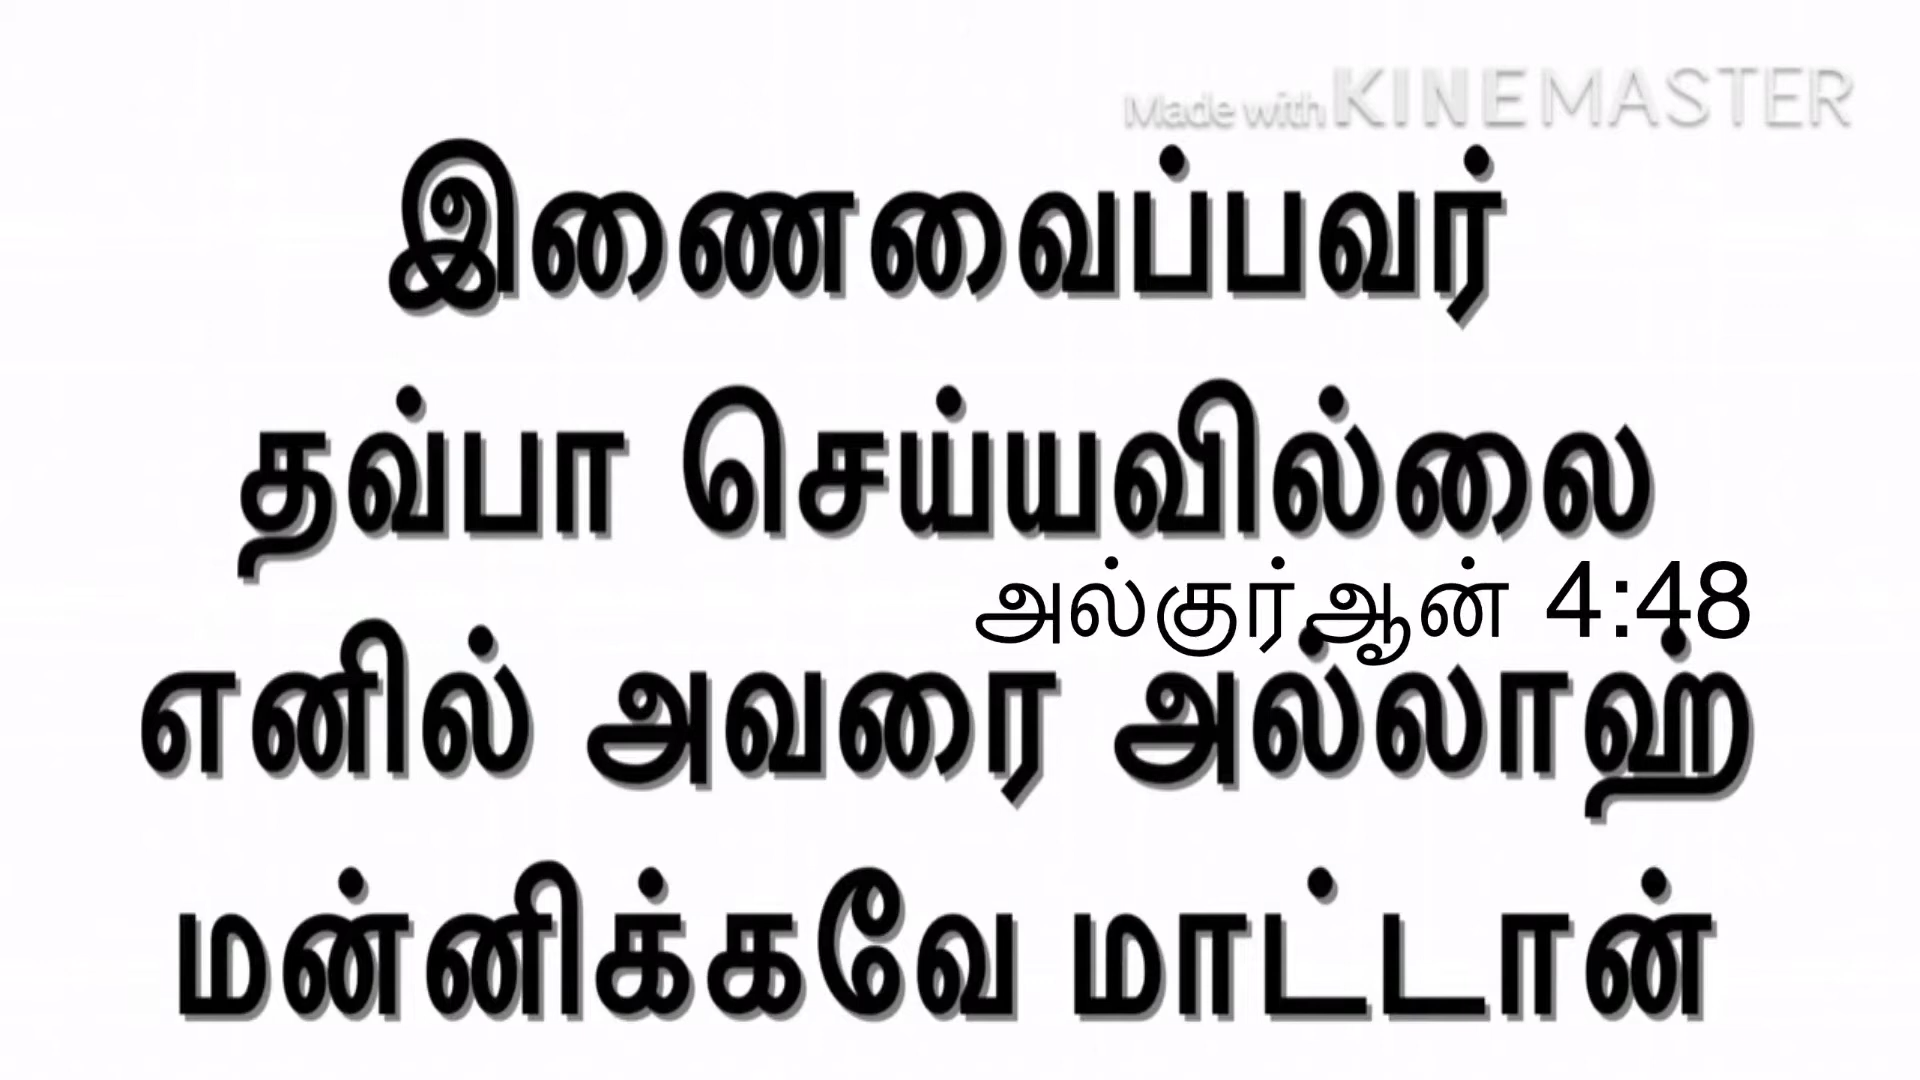 Made with KINEMASTER
இணைவைப்பவர்
தவ்பா செய்யவில்லை
அல்குர்ஆன் 4:48
எனில் அவரை அல்லாஹ்
மன்னிக்கவே மாட்டான்